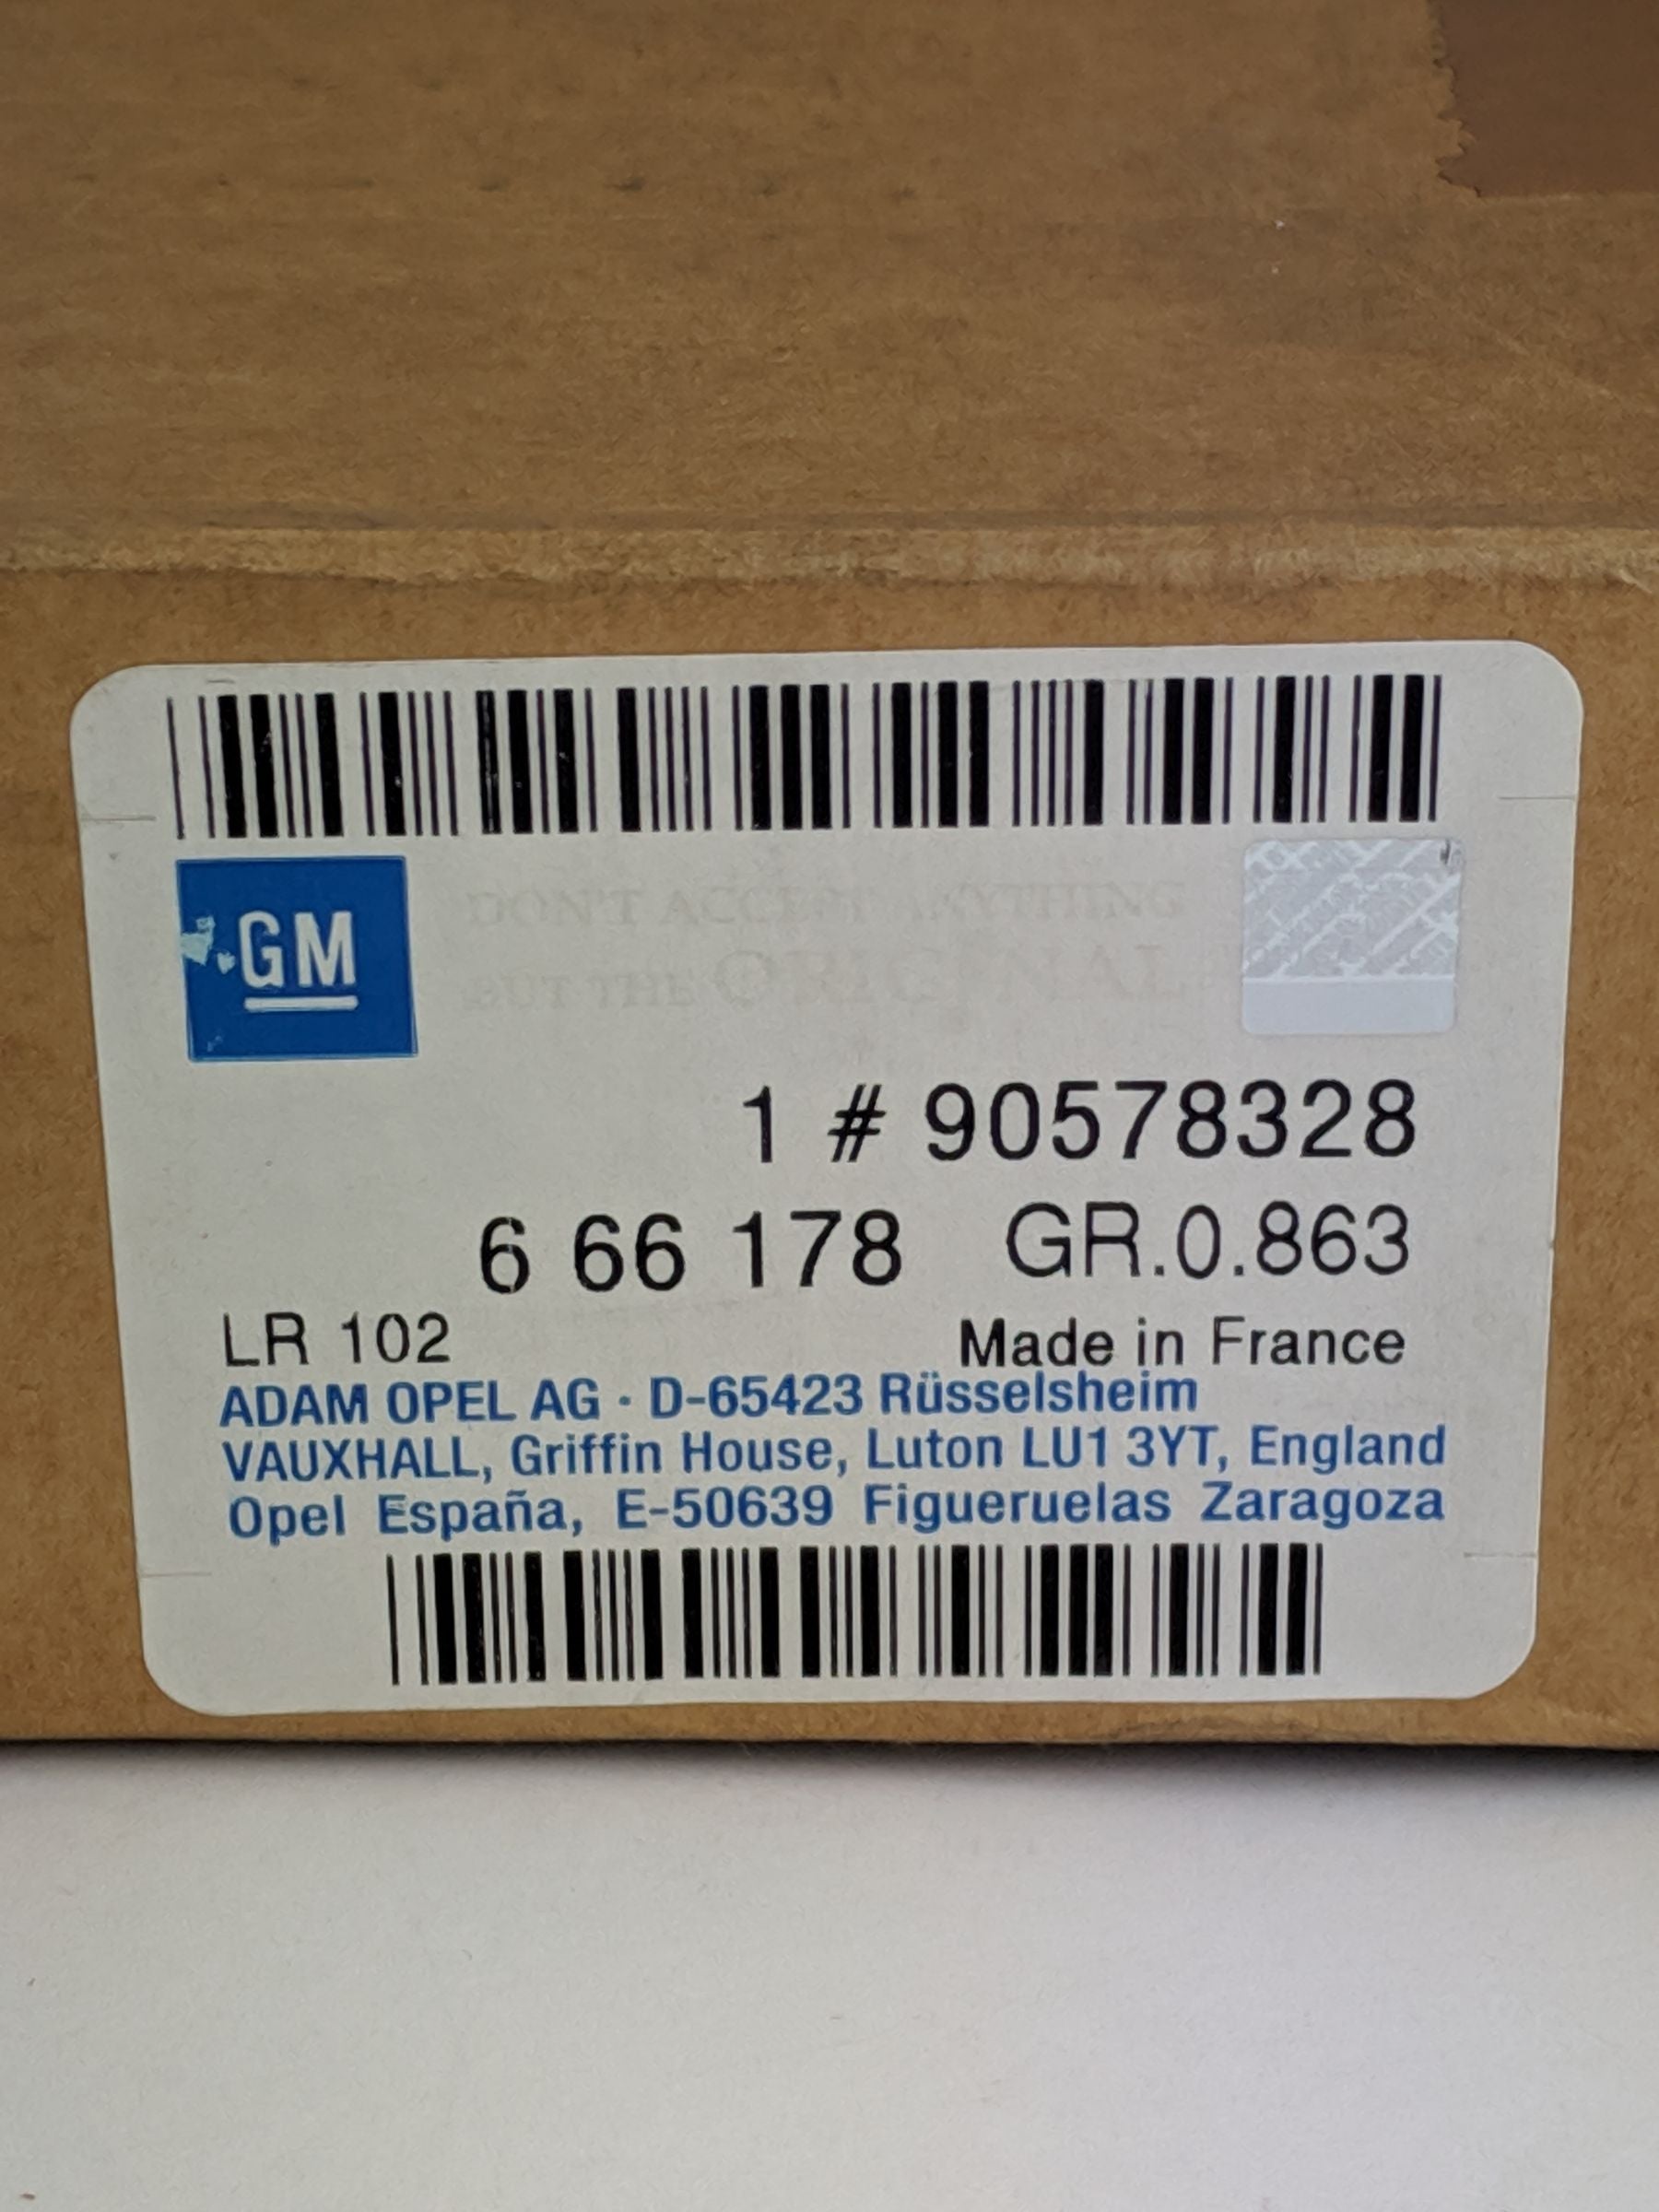 GM
DON'T ACCEPT ANYTHING
BUT THE ORIGINAL
1 # 90578328
6 66 178 GR.0.863
LR 102 Made in France
ADAM OPEL AG · D-65423 Rüsselsheim
VAUXHALL, Griffin House, Luton LU1 3YT, England
Opel España, E-50639 Figueruelas Zaragoza